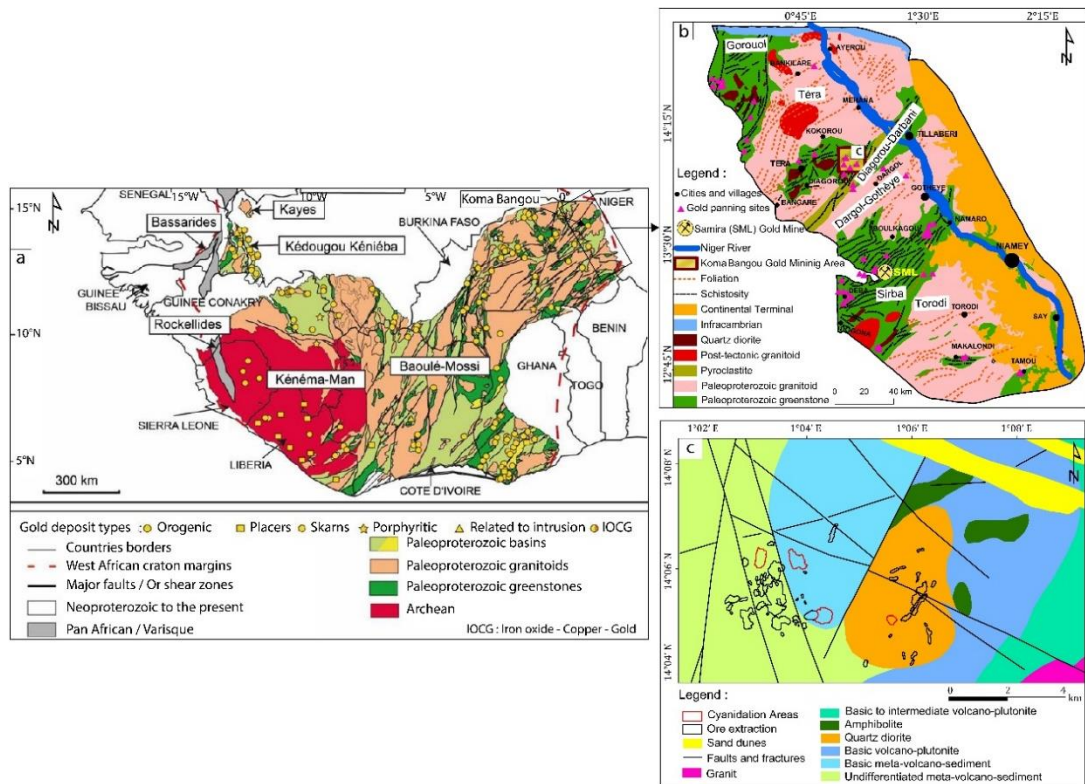 SENEGAL
15°W
10°W
5°W
0°
Koma Bangou
NIGER
15°N
Kayes
BURKINA FASO
Bassarides
a
Kédougou Kéniéba
GUINEE
BISSAU
GUINEE CONAKRY
BENIN
10°N
Rockellides
GHANA
Baoulé-Mossi
Kénéma-Man
TOGO
SIERRA LEONE
LIBERIA
5°N
COTE D'IVOIRE
300 km
Gold deposit types :
Orogenic
Placers
Skarns
Porphyritic
Related to intrusion
IOCG
Countries borders
West African craton margins
Major faults / Or shear zones
Neoproterozoic to the present
Pan African / Varisque
Paleoproterozoic basins
Paleoproterozoic granitoids
Paleoproterozoic greenstones
Archean
IOCG : Iron oxide - Copper - Gold
0°45'E
1°30'E
2°15'E
b
Gorouol
AYEROU
BANKILARE
Téra
MEHANA
14°15'
KOKOROU
Diagorou-Darbani
TILLABERI
c
TERA
DARGOL
DIAGOROU
GOTHEYE
Dargol-Gothèye
BANCARE
NAMARO
13°30'
NIAMEY
SML
Sirba
Torodi
TORODI
SAY
MAKALONDI
TAMOU
12°45'
Legend :
Cities and villages
Gold panning sites
Samira (SML) Gold Mine
Niger River
Koma Bangou Gold Mininig Area
Foliation
Schistosity
Continental Terminal
Infracambrian
Quartz diorite
Post-tectonic granitoid
Pyroclastite
Paleoproterozoic granitoid
Paleoproterozoic greenstone
0 20 40 km
1°02' E
1°04' E
1°06' E
1°08' E
c
14°08'
14°06'
14°04'
0 2 4
km
Legend :
Cyanidation Areas
Ore extraction
Sand dunes
Faults and fractures
Granit
Basic to intermediate volcano-plutonite
Amphibolite
Quartz diorite
Basic volcano-plutonite
Basic meta-volcano-sediment
Undifferentiated meta-volcano-sediment